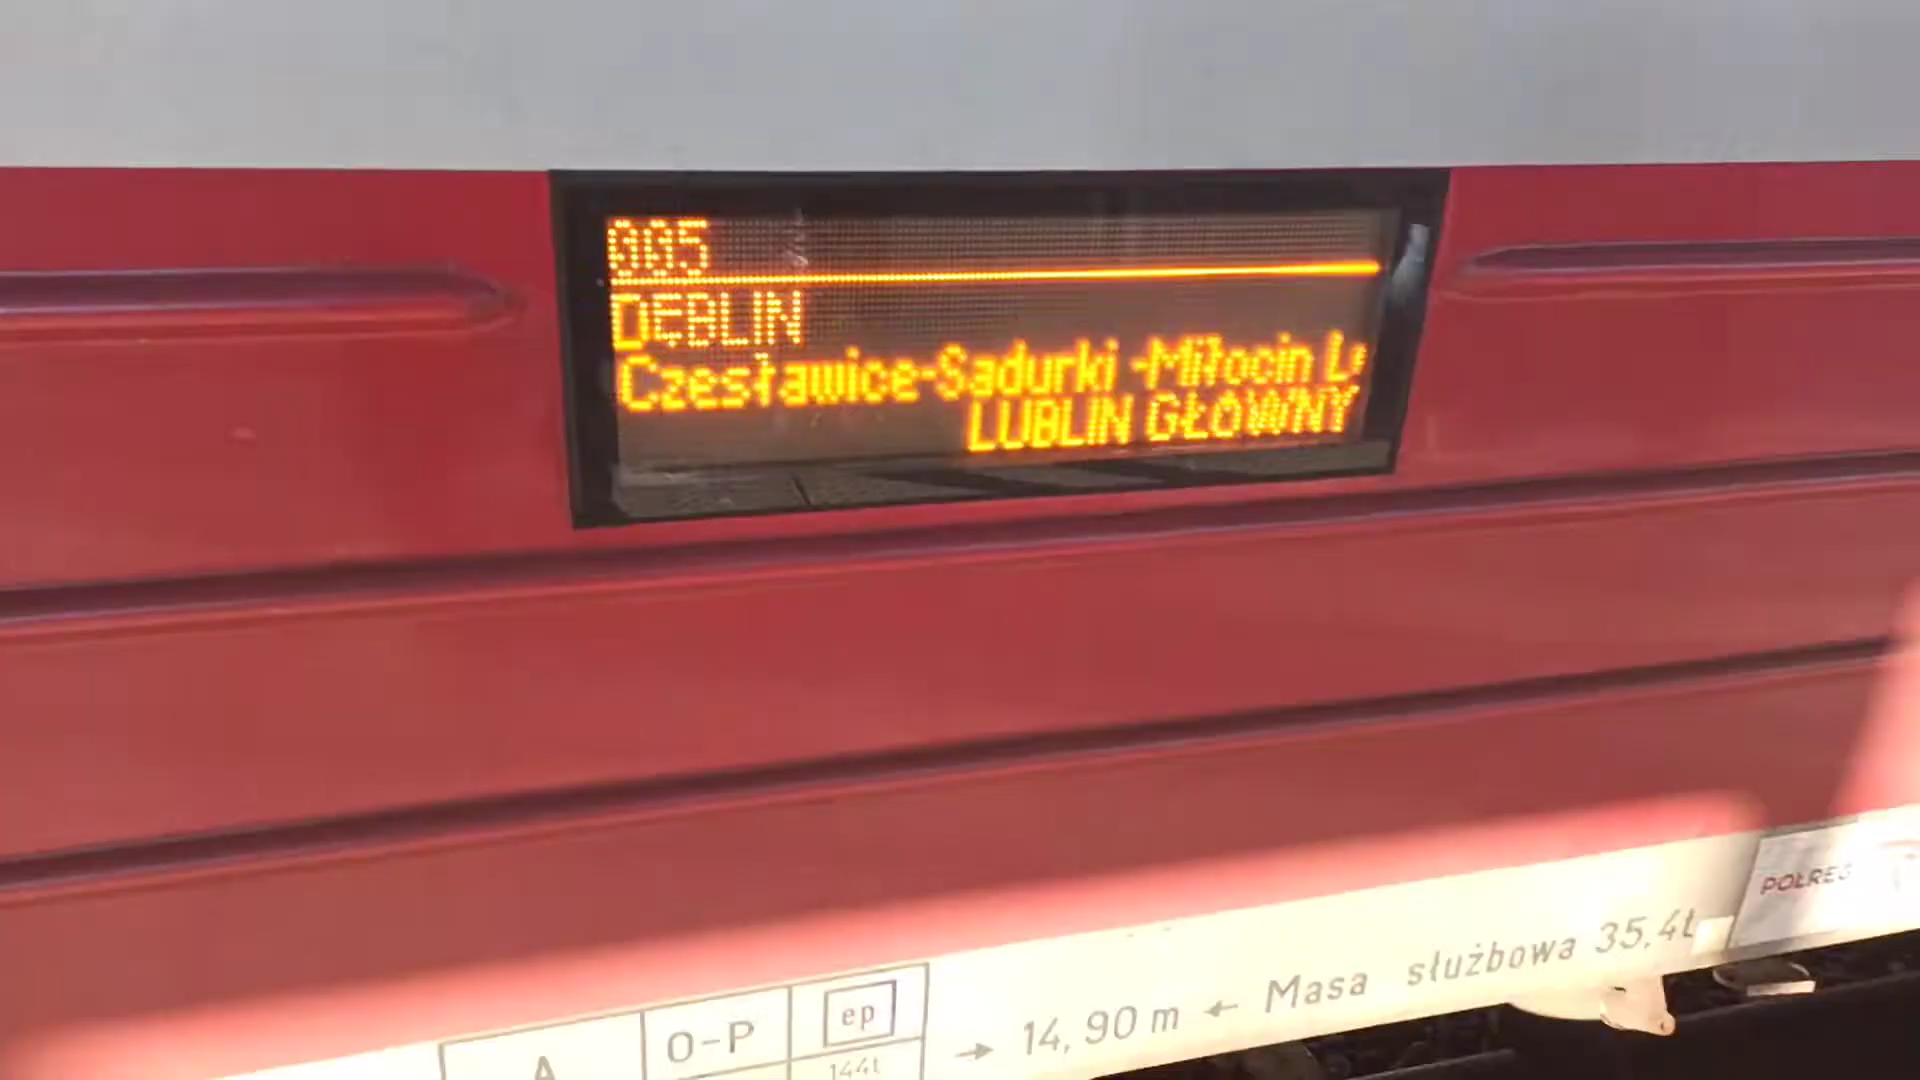 005
DĘBLIN
Czesławice-Sadurki -Miłocin L
LUBLIN GŁÓWNY
POLREG
→ 14,90 m ← Masa służbowa 35,4t
A O-P ep
144t